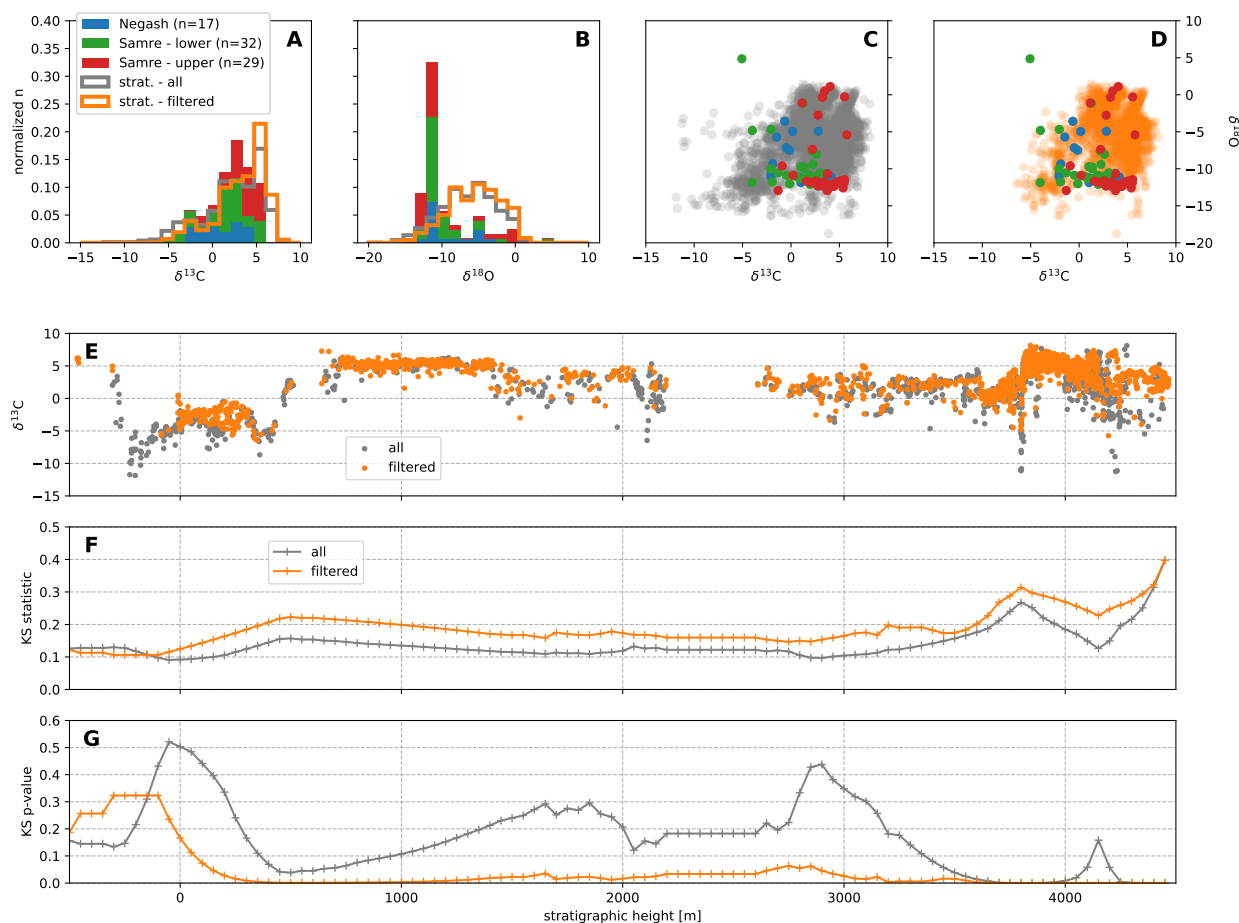 0.40
0.35
0.30
0.25
0.20
0.15
0.10
0.05
0.00
normalized n
Negash (n=17)
Samre - lower (n=32)
Samre - upper (n=29)
strat. - all
strat. - filtered
A
−15 −10 −5 0 5 10
δ¹³C
B
−20 −10 0 10
δ¹⁸O
C
−15 −10 −5 0 5 10
δ¹³C
D
−15 −10 −5 0 5 10
δ¹³C
10
5
0
−5
−10
−15
−20
δ¹⁸O
E
10
5
0
−5
−10
−15
δ¹³C
all
filtered
F
0.5
0.4
0.3
0.2
0.1
0.0
KS statistic
all
filtered
G
0.6
0.5
0.4
0.3
0.2
0.1
0.0
KS p-value
0 1000 2000 3000 4000
stratigraphic height [m]